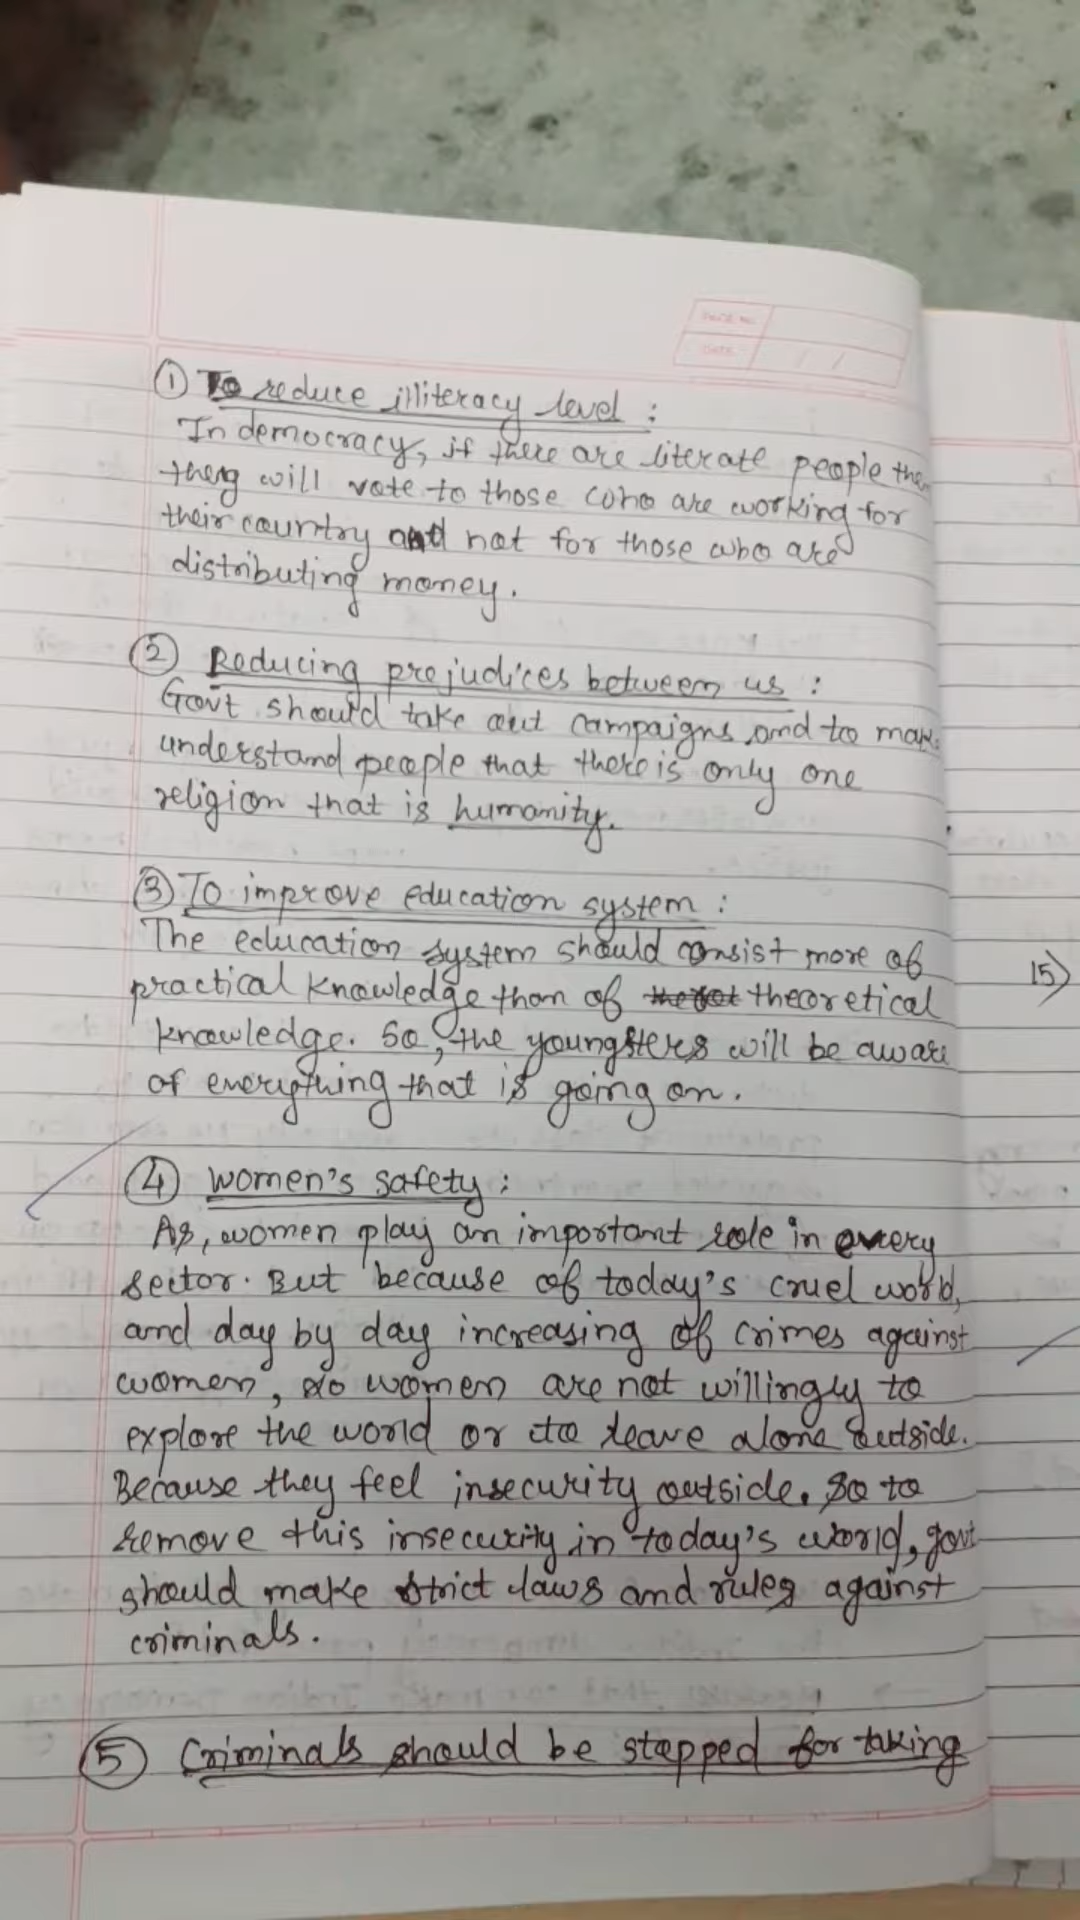 PAGE No.
DATE / /
① To reduce illiteracy level :
In democracy, if there are literate people then
they will vote to those who are working for
their country and not for those who are
distributing money.
② Reducing prejudices between us :
Govt should take out campaigns and to make
understand people that there is only one
religion that is humanity.
③ To improve education system :
The education system should consist more of
practical knowledge than of theoretical
knowledge. So, the youngsters will be aware
of everything that is going on.
15)
④ Women's safety :
As, women play an important role in every
sector. But because of today's cruel world,
and day by day increasing of crimes against
women, so women are not willingly to
explore the world or to leave alone outside.
Because they feel insecurity outside. So to
remove this insecurity in today's world, govt
should make strict laws and rules against
criminals.
⑤ Criminals should be stopped for taking